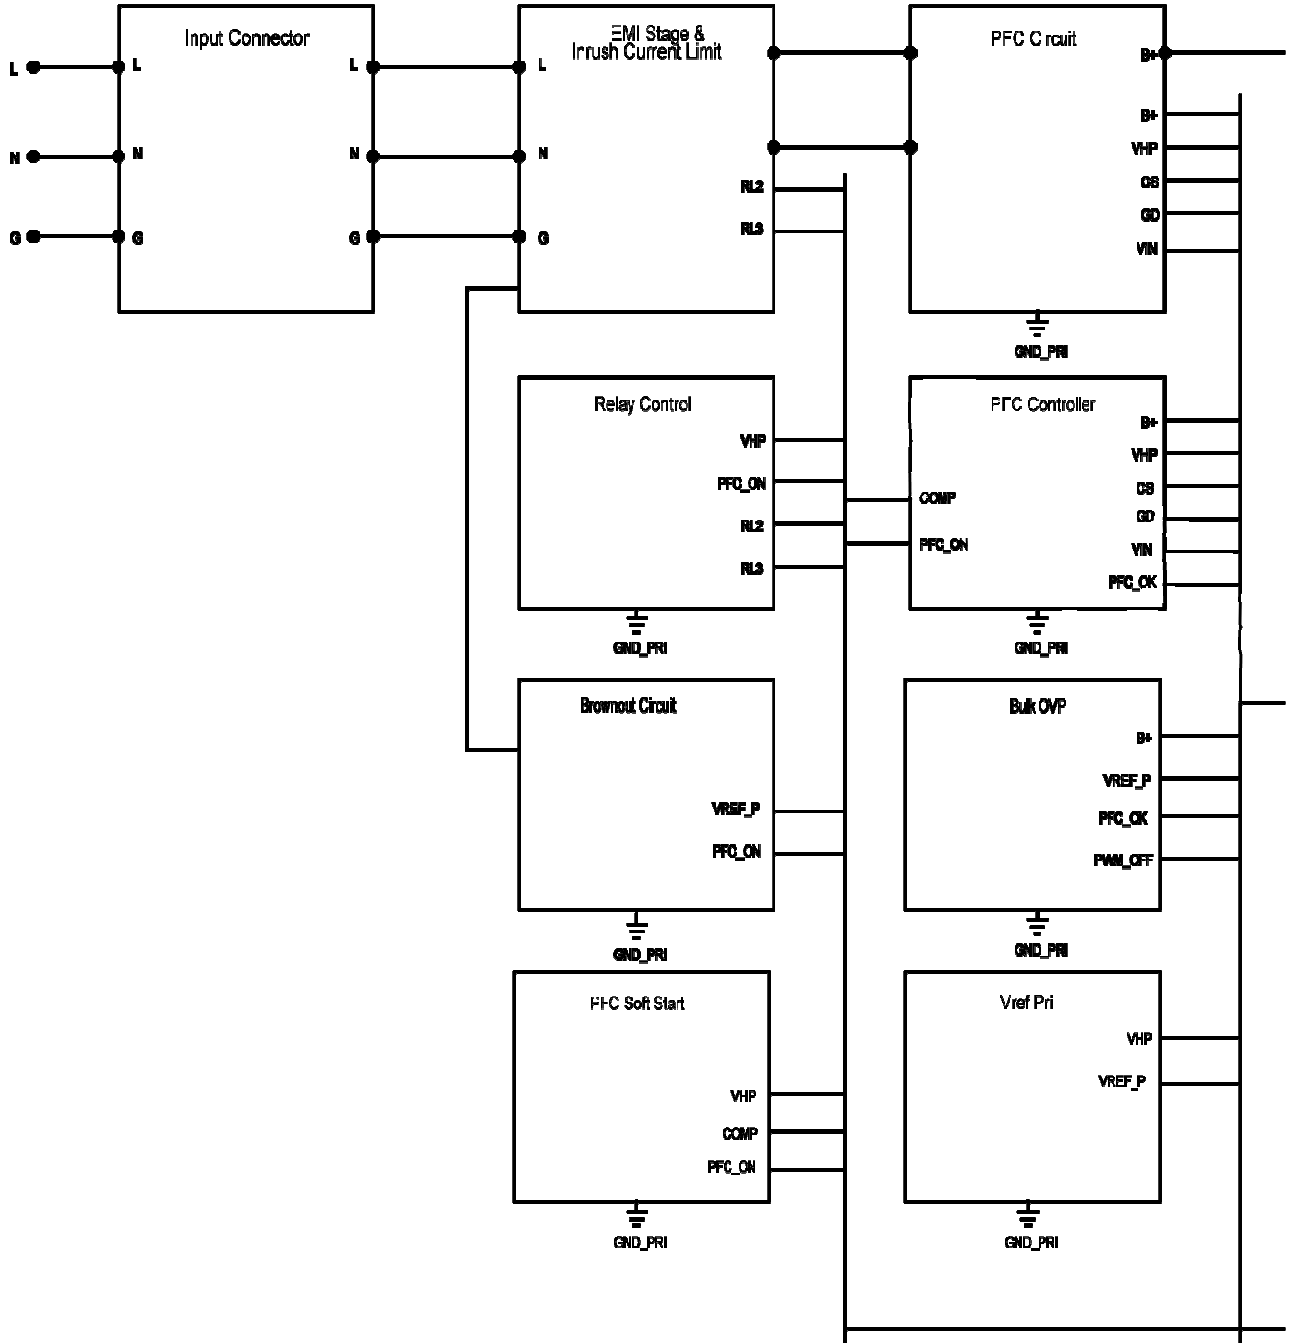 Input Connector
L
L
L
N
N
N
G
G
G
EMI Stage &
Inrush Current Limit
L
N
G
RL2
RL3
PFC Circuit
B+
B+
VHP
CS
GD
VIN
GND_PRI
Relay Control
VHP
PFC_ON
RL2
RL3
GND_PRI
PFC Controller
COMP
PFC_ON
B+
VHP
CS
GD
VIN
PFC_OK
GND_PRI
Brownout Circuit
VREF_P
PFC_ON
GND_PRI
Bulk OVP
B+
VREF_P
PFC_OK
PWM_OFF
GND_PRI
PFC Soft Start
VHP
COMP
PFC_ON
GND_PRI
Vref Pri
VHP
VREF_P
GND_PRI